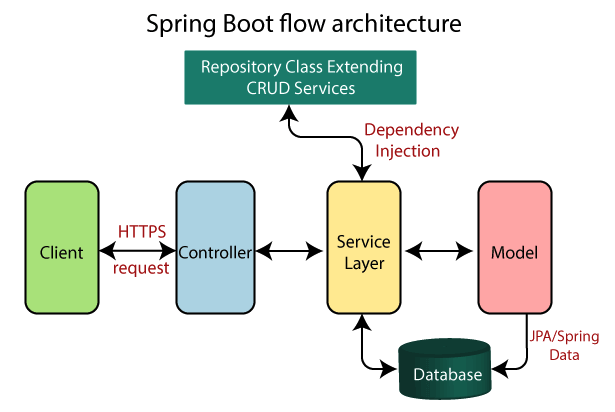 Spring Boot flow architecture
Repository Class Extending
CRUD Services
Dependency
Injection
Client
HTTPS
request
Controller
Service
Layer
Model
JPA/Spring
Data
Database